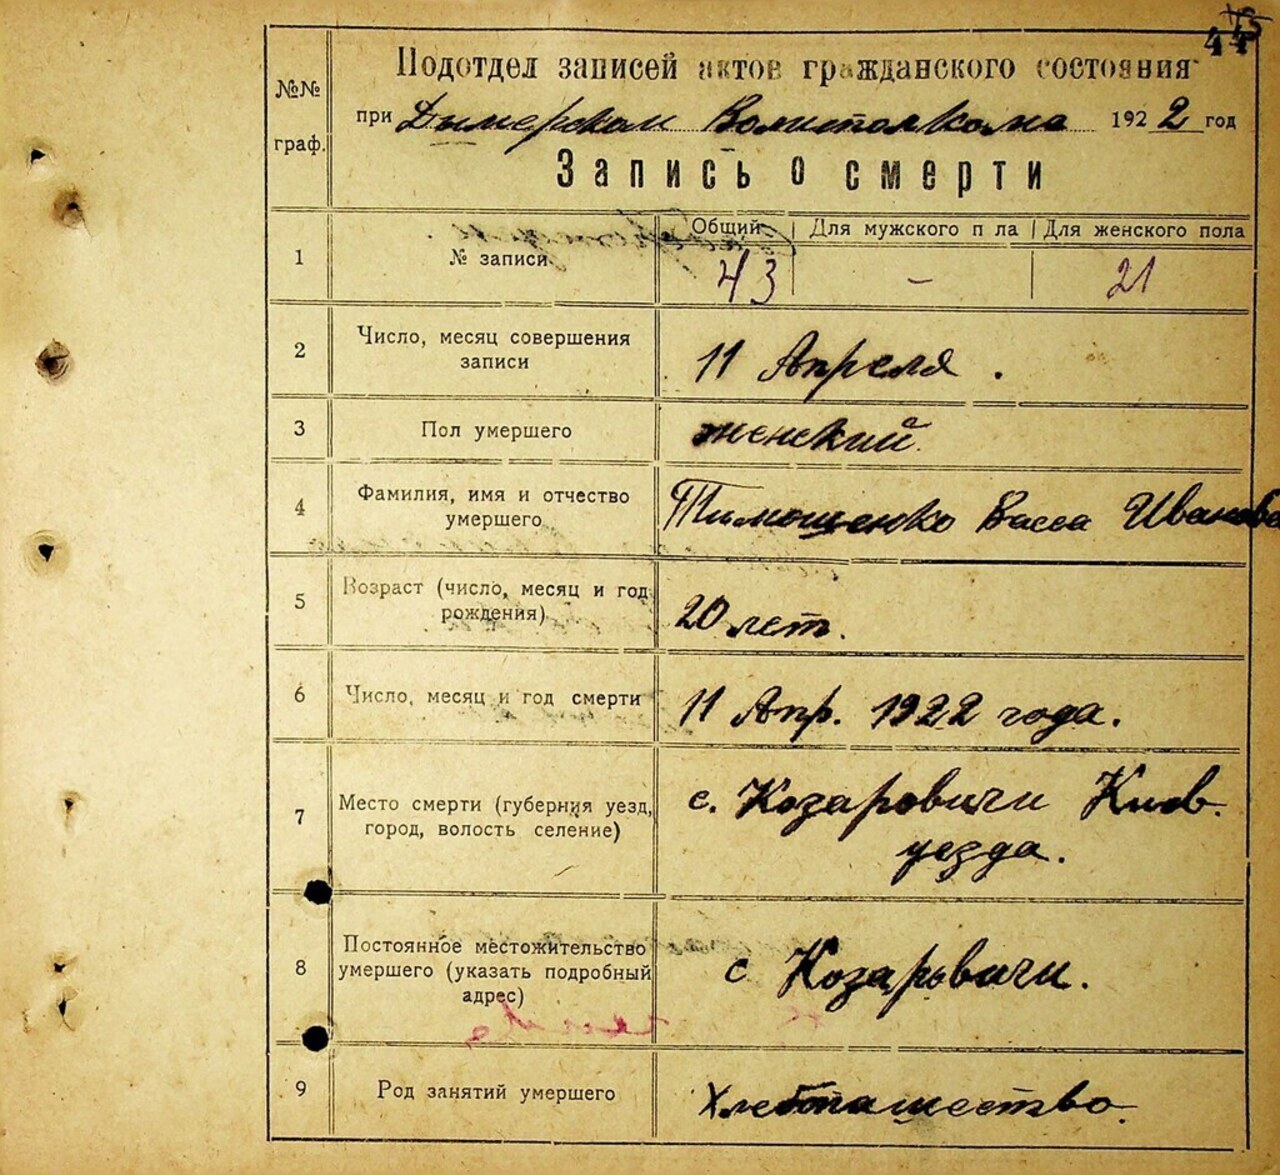 44
Подотдел записей актов гражданского состояния
при Дымерском Волисполкома 1922 год
№№ граф.
Запись о смерти
1 № записи Общий Для мужского пола Для женского пола
43 - 21
2 Число, месяц совершения
записи
11 Апреля.
3 Пол умершего женский.
4 Фамилия, имя и отчество
умершего
Тимошенко Васса Иванова
5 Возраст (число, месяц и год
рождения)
20 лет.
6 Число, месяц и год смерти 11 Апр. 1922 года.
7 Место смерти (губерния уезд,
город, волость селение)
с. Козаровичи Киев.
уезда.
8 Постоянное местожительство
умершего (указать подробный
адрес)
с Козаровичи.
9 Род занятий умершего Хлебопашество.